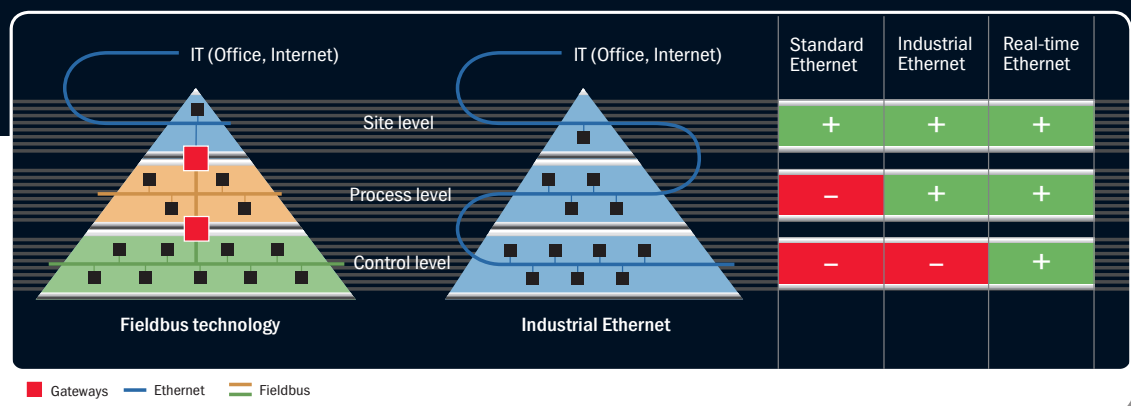 IT (Office, Internet)
IT (Office, Internet)
Standard
Ethernet
Industrial
Ethernet
Real-time
Ethernet
Site level
+ + +
Process level
– + +
Control level
– – +
Fieldbus technology
Industrial Ethernet
Gateways
Ethernet
Fieldbus